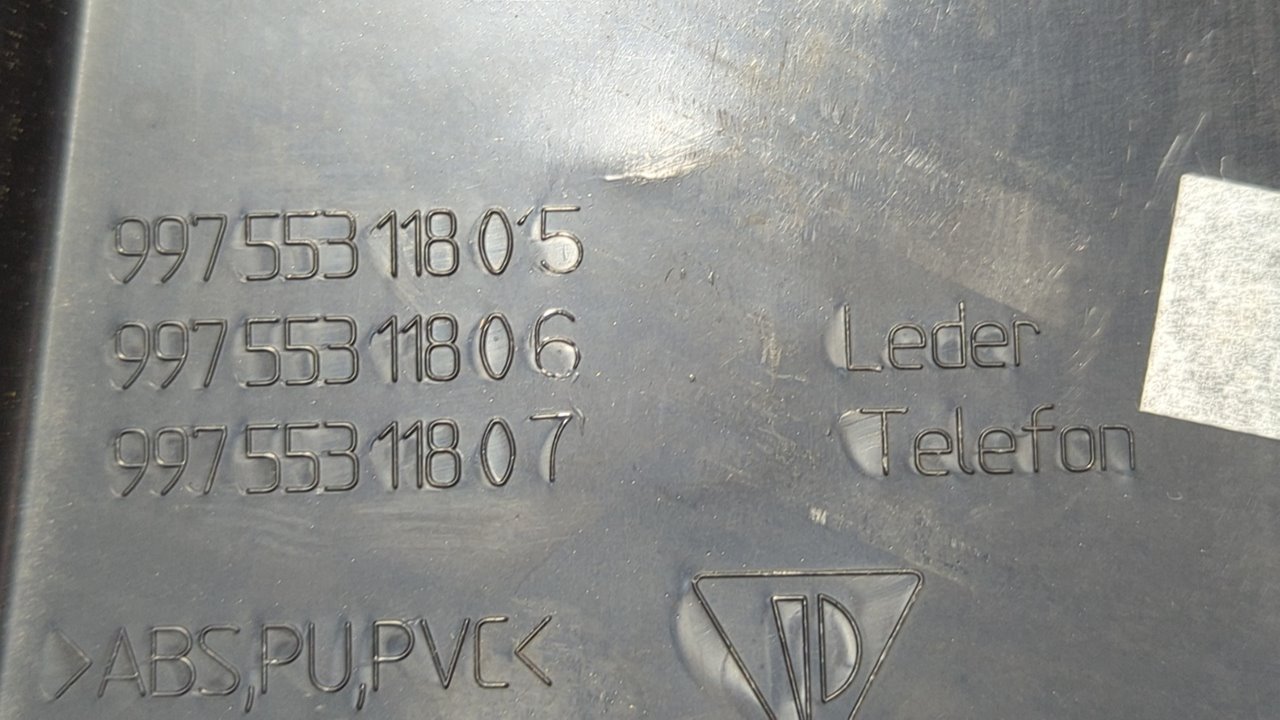 997 553 118 05
997 553 118 06 Leder
997 553 118 07 Telefon
>ABS,PU,PVC<